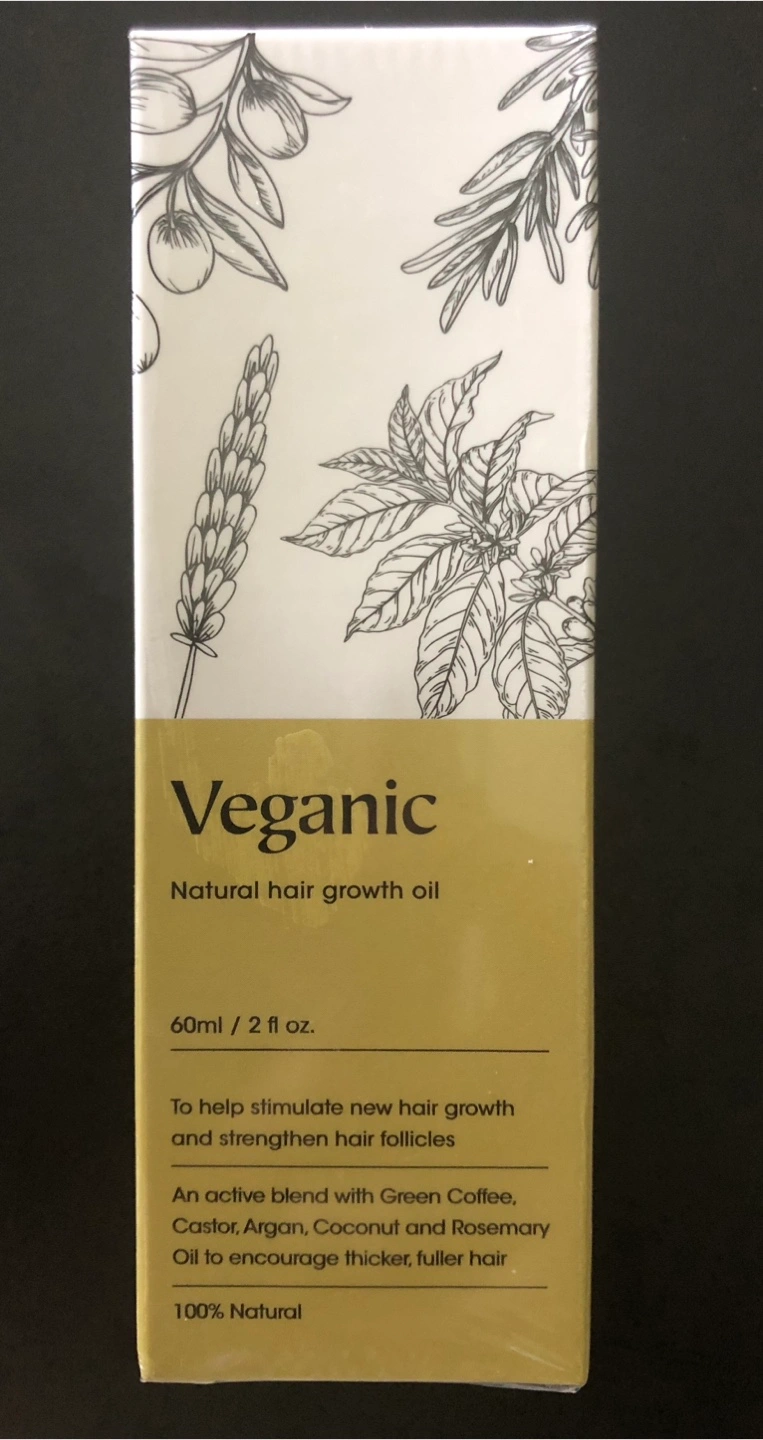 Veganic
Natural hair growth oil
60ml / 2 fl oz.
To help stimulate new hair growth
and strengthen hair follicles
An active blend with Green Coffee,
Castor, Argan, Coconut and Rosemary
Oil to encourage thicker, fuller hair
100% Natural